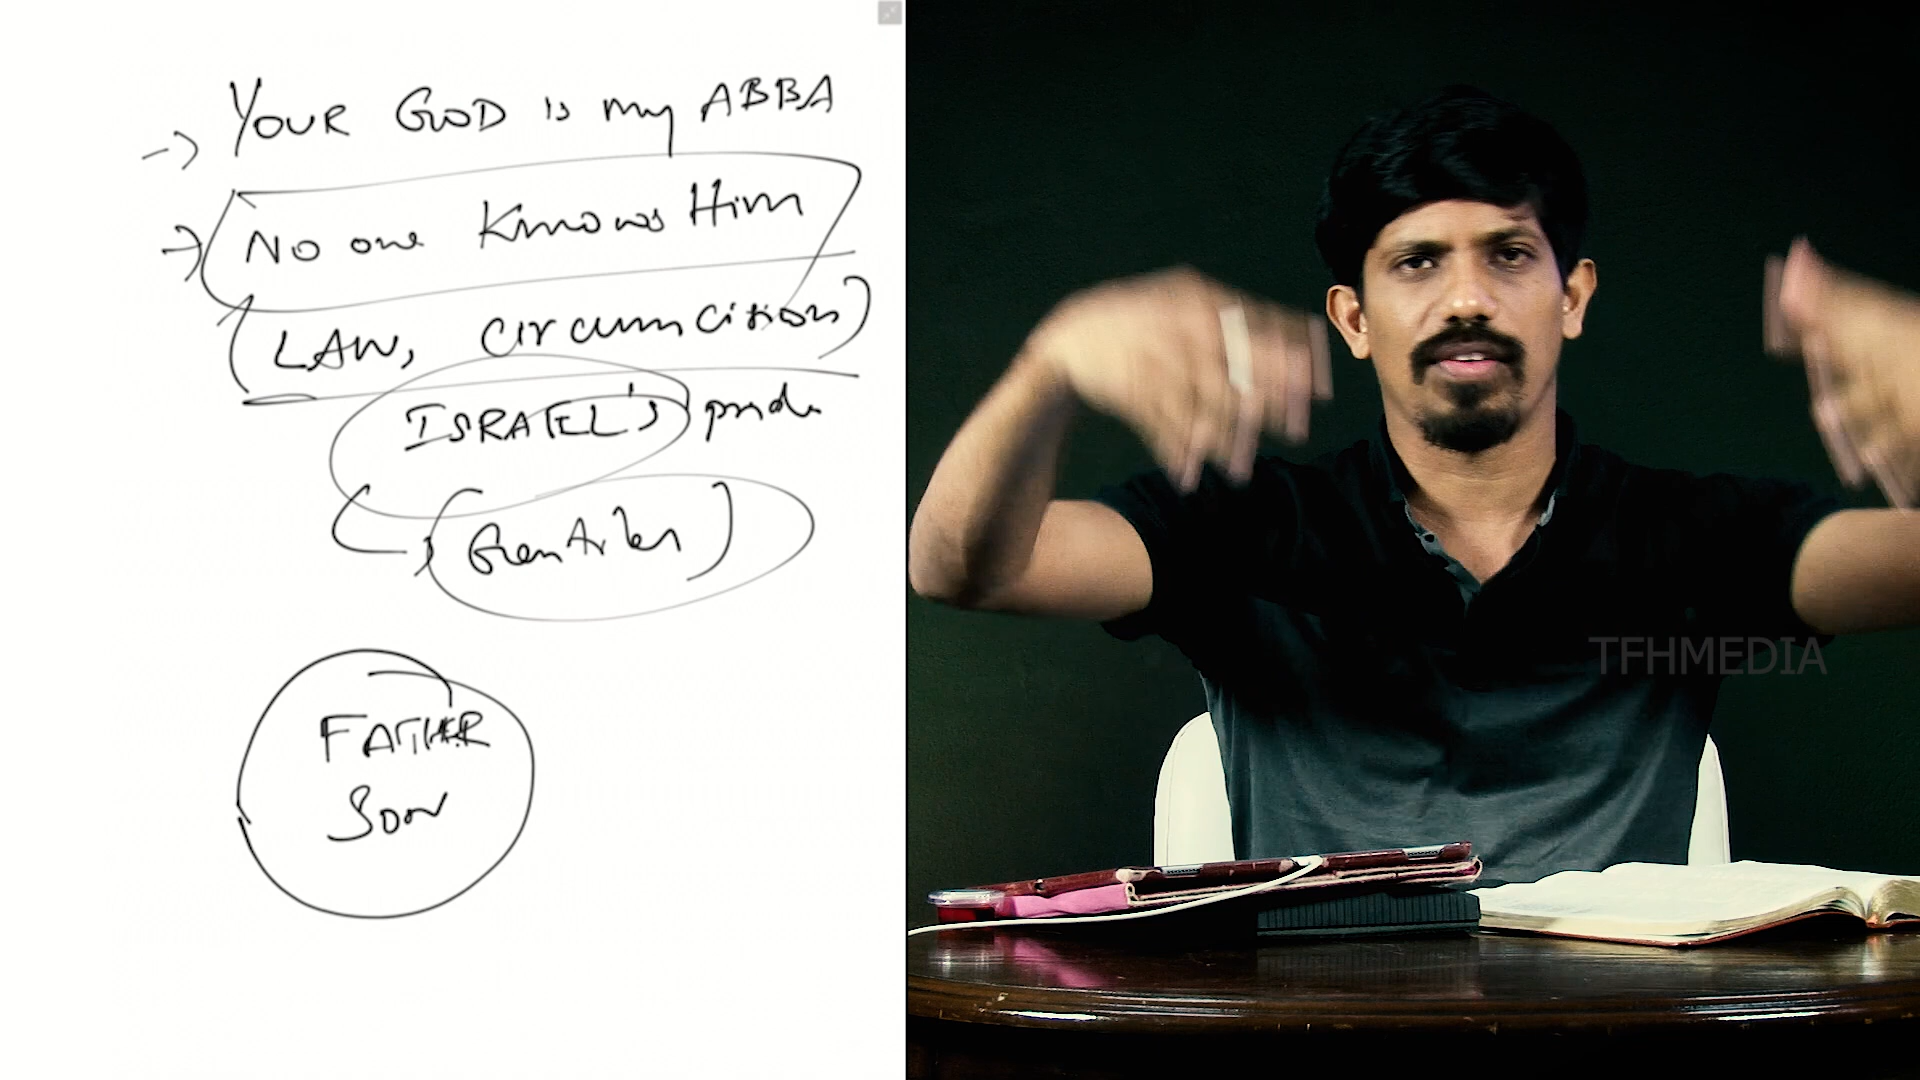 → YOUR GOD is my ABBA
→ No one Knows Him
(LAW, circumcision)
ISRAEL'S pride
(Gentiles)
FATHER
SON
TFHMEDIA